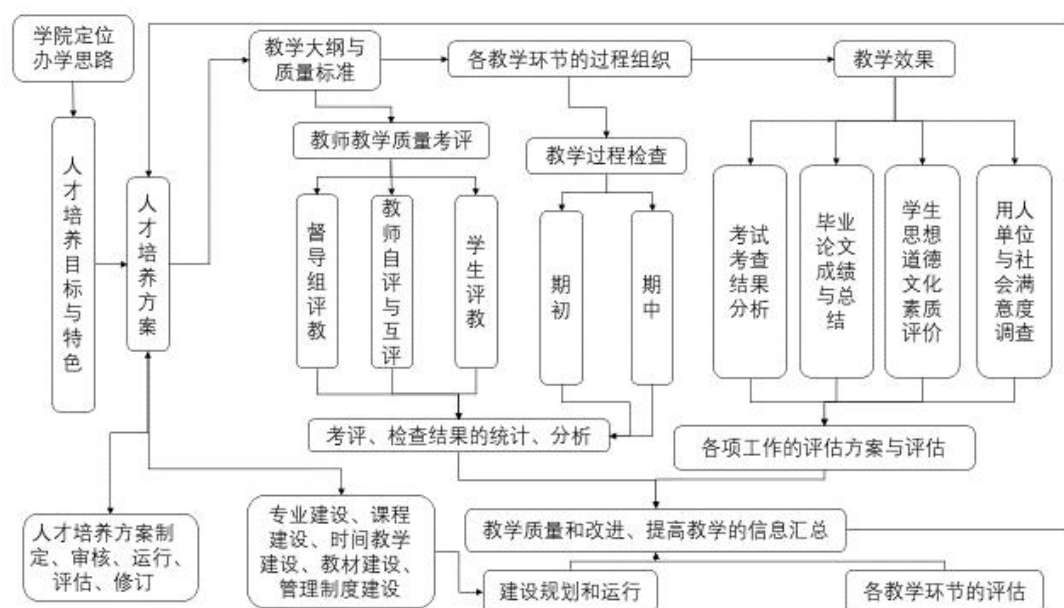 学院定位
办学思路
教学大纲与
质量标准
各教学环节的过程组织
教学效果
教师教学质量考评
教学过程检查
人才培养目标与特色
人才培养方案
督导组评教
教师自评与互评
学生评教
期初
期中
考试
考查
结果
分析
毕业
论文
成绩
与总
结
学生
思想
道德
文化
素质
评价
用人
单位
与社
会满
意度
调查
考评、检查结果的统计、分析
各项工作的评估方案与评估
人才培养方案制
定、审核、运行、
评估、修订
专业建设、课程
建设、时间教学
建设、教材建设、
管理制度建设
教学质量和改进、提高教学的信息汇总
建设规划和运行
各教学环节的评估